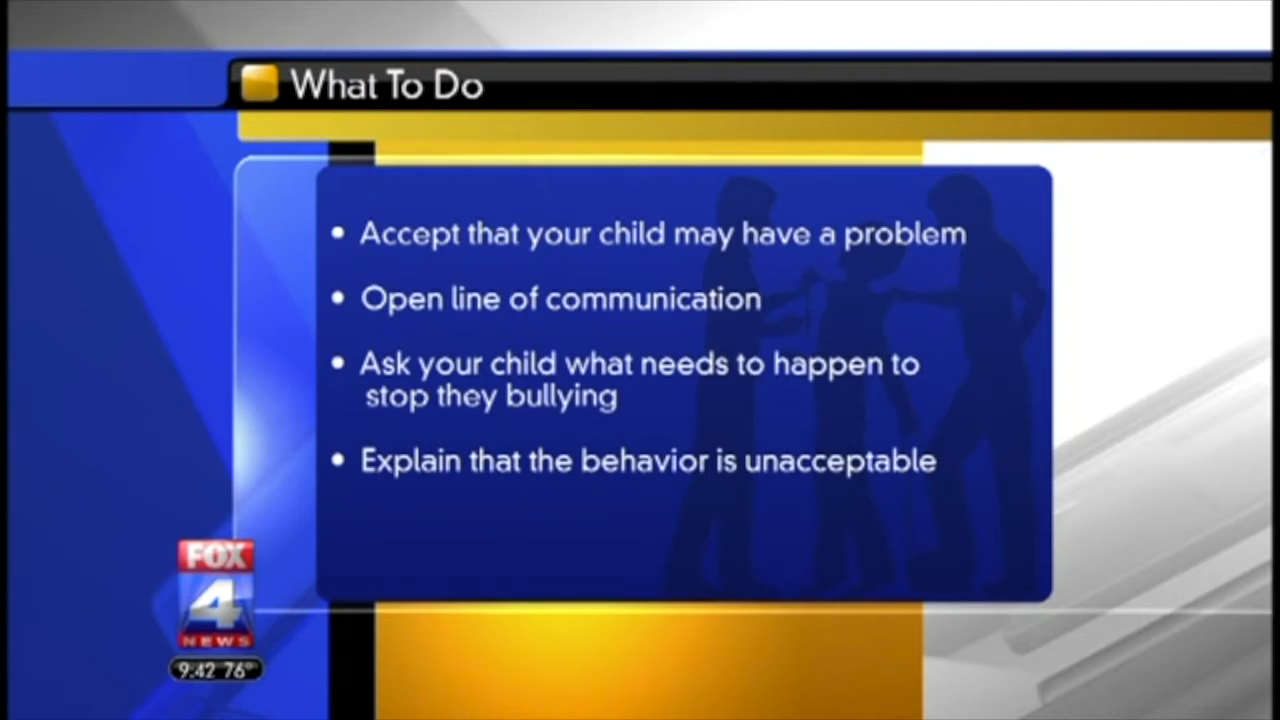 What To Do
• Accept that your child may have a problem
• Open line of communication
• Ask your child what needs to happen to
stop they bullying
• Explain that the behavior is unacceptable
FOX
4
NEWS
9:42 76°